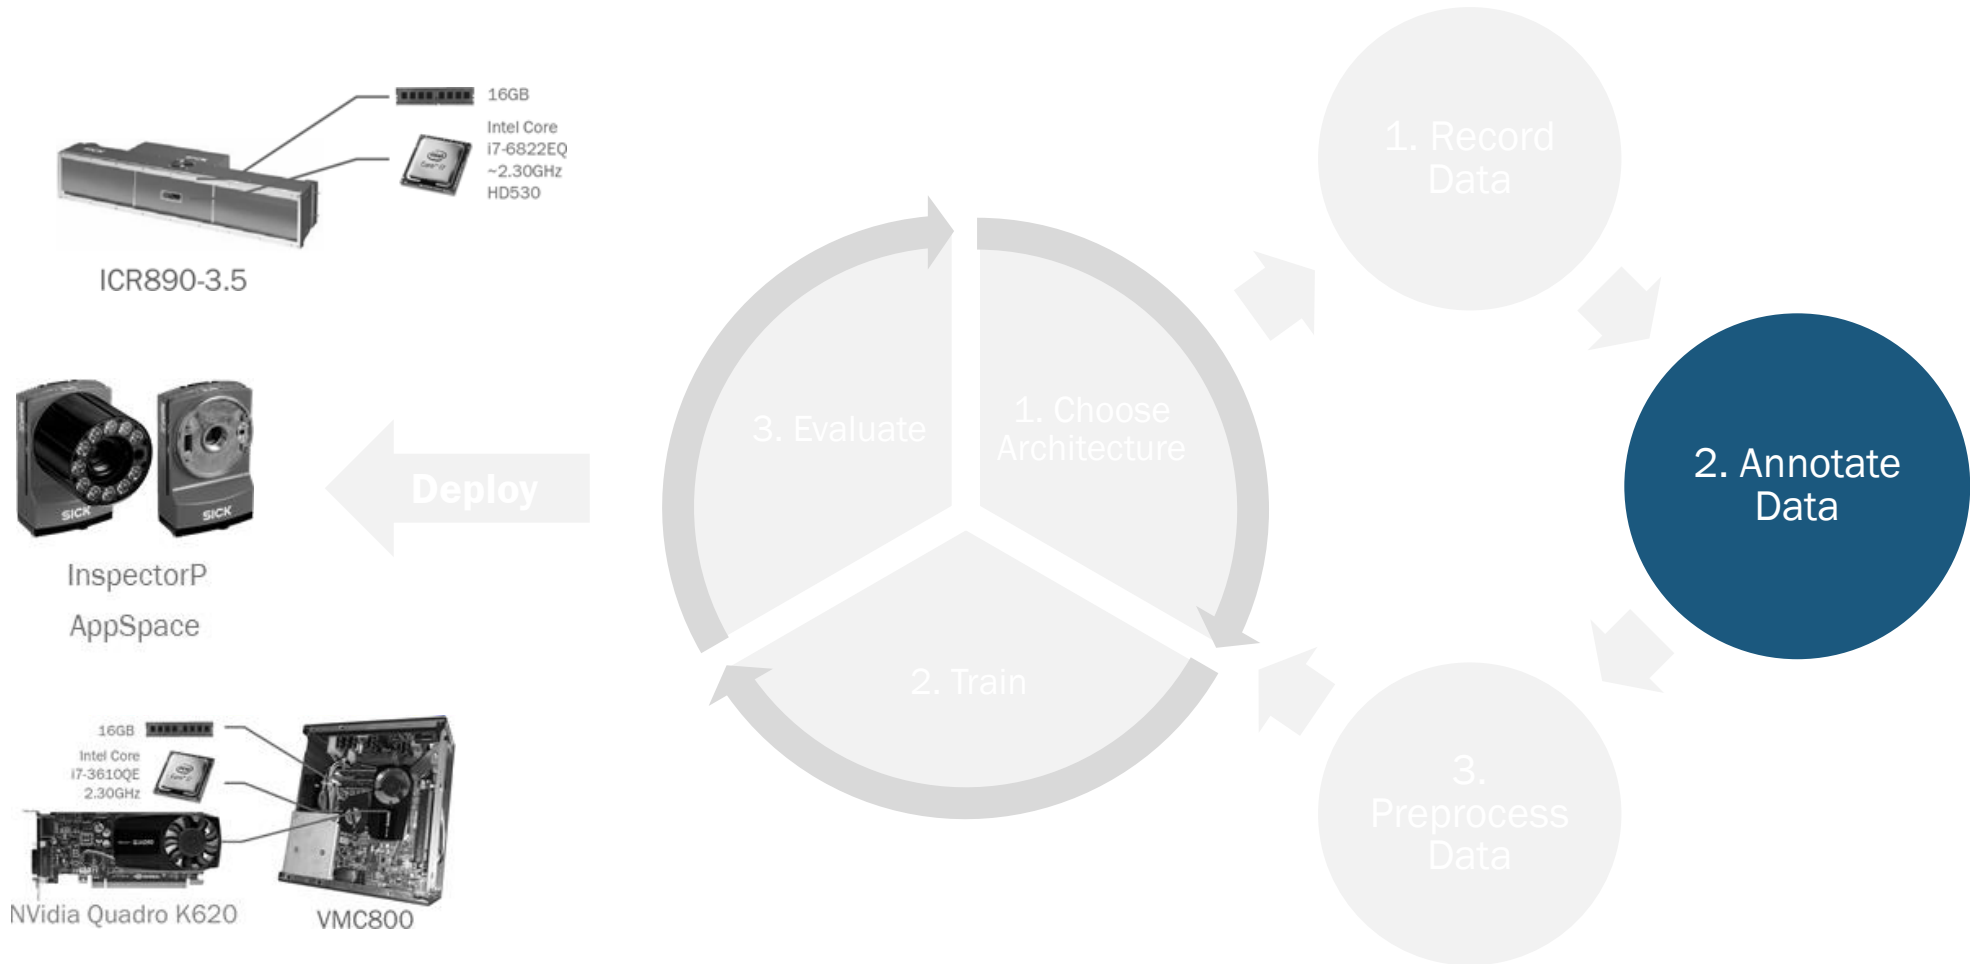 16GB
Intel Core
i7-6822EQ
~2.30GHz
HD530
ICR890-3.5
SICK
SICK
InspectorP
AppSpace
16GB
Intel Core
i7-3610QE
2.30GHz
QUADRO
NVidia Quadro K620
VMC800
Deploy
3. Evaluate
1. Choose
Architecture
2. Train
1. Record
Data
2. Annotate
Data
3.
Preprocess
Data